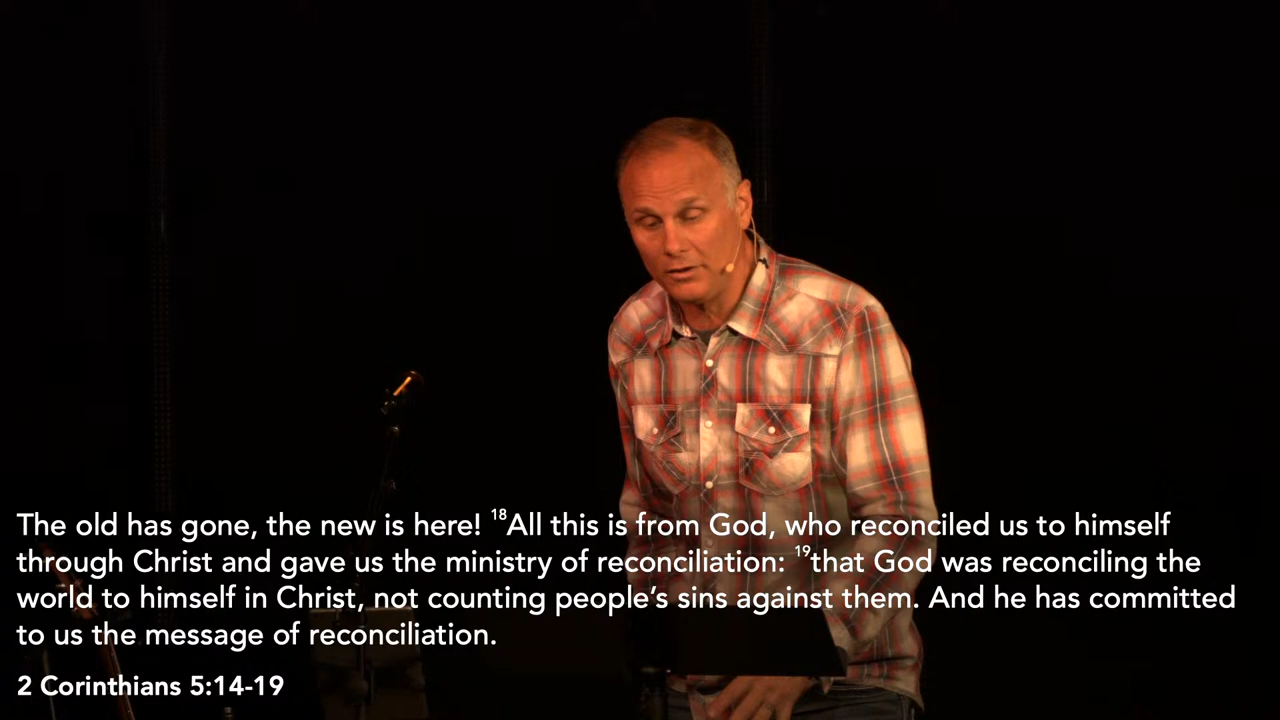 The old has gone, the new is here! ¹⁸All this is from God, who reconciled us to himself
through Christ and gave us the ministry of reconciliation: ¹⁹that God was reconciling the
world to himself in Christ, not counting people’s sins against them. And he has committed
to us the message of reconciliation.
2 Corinthians 5:14-19